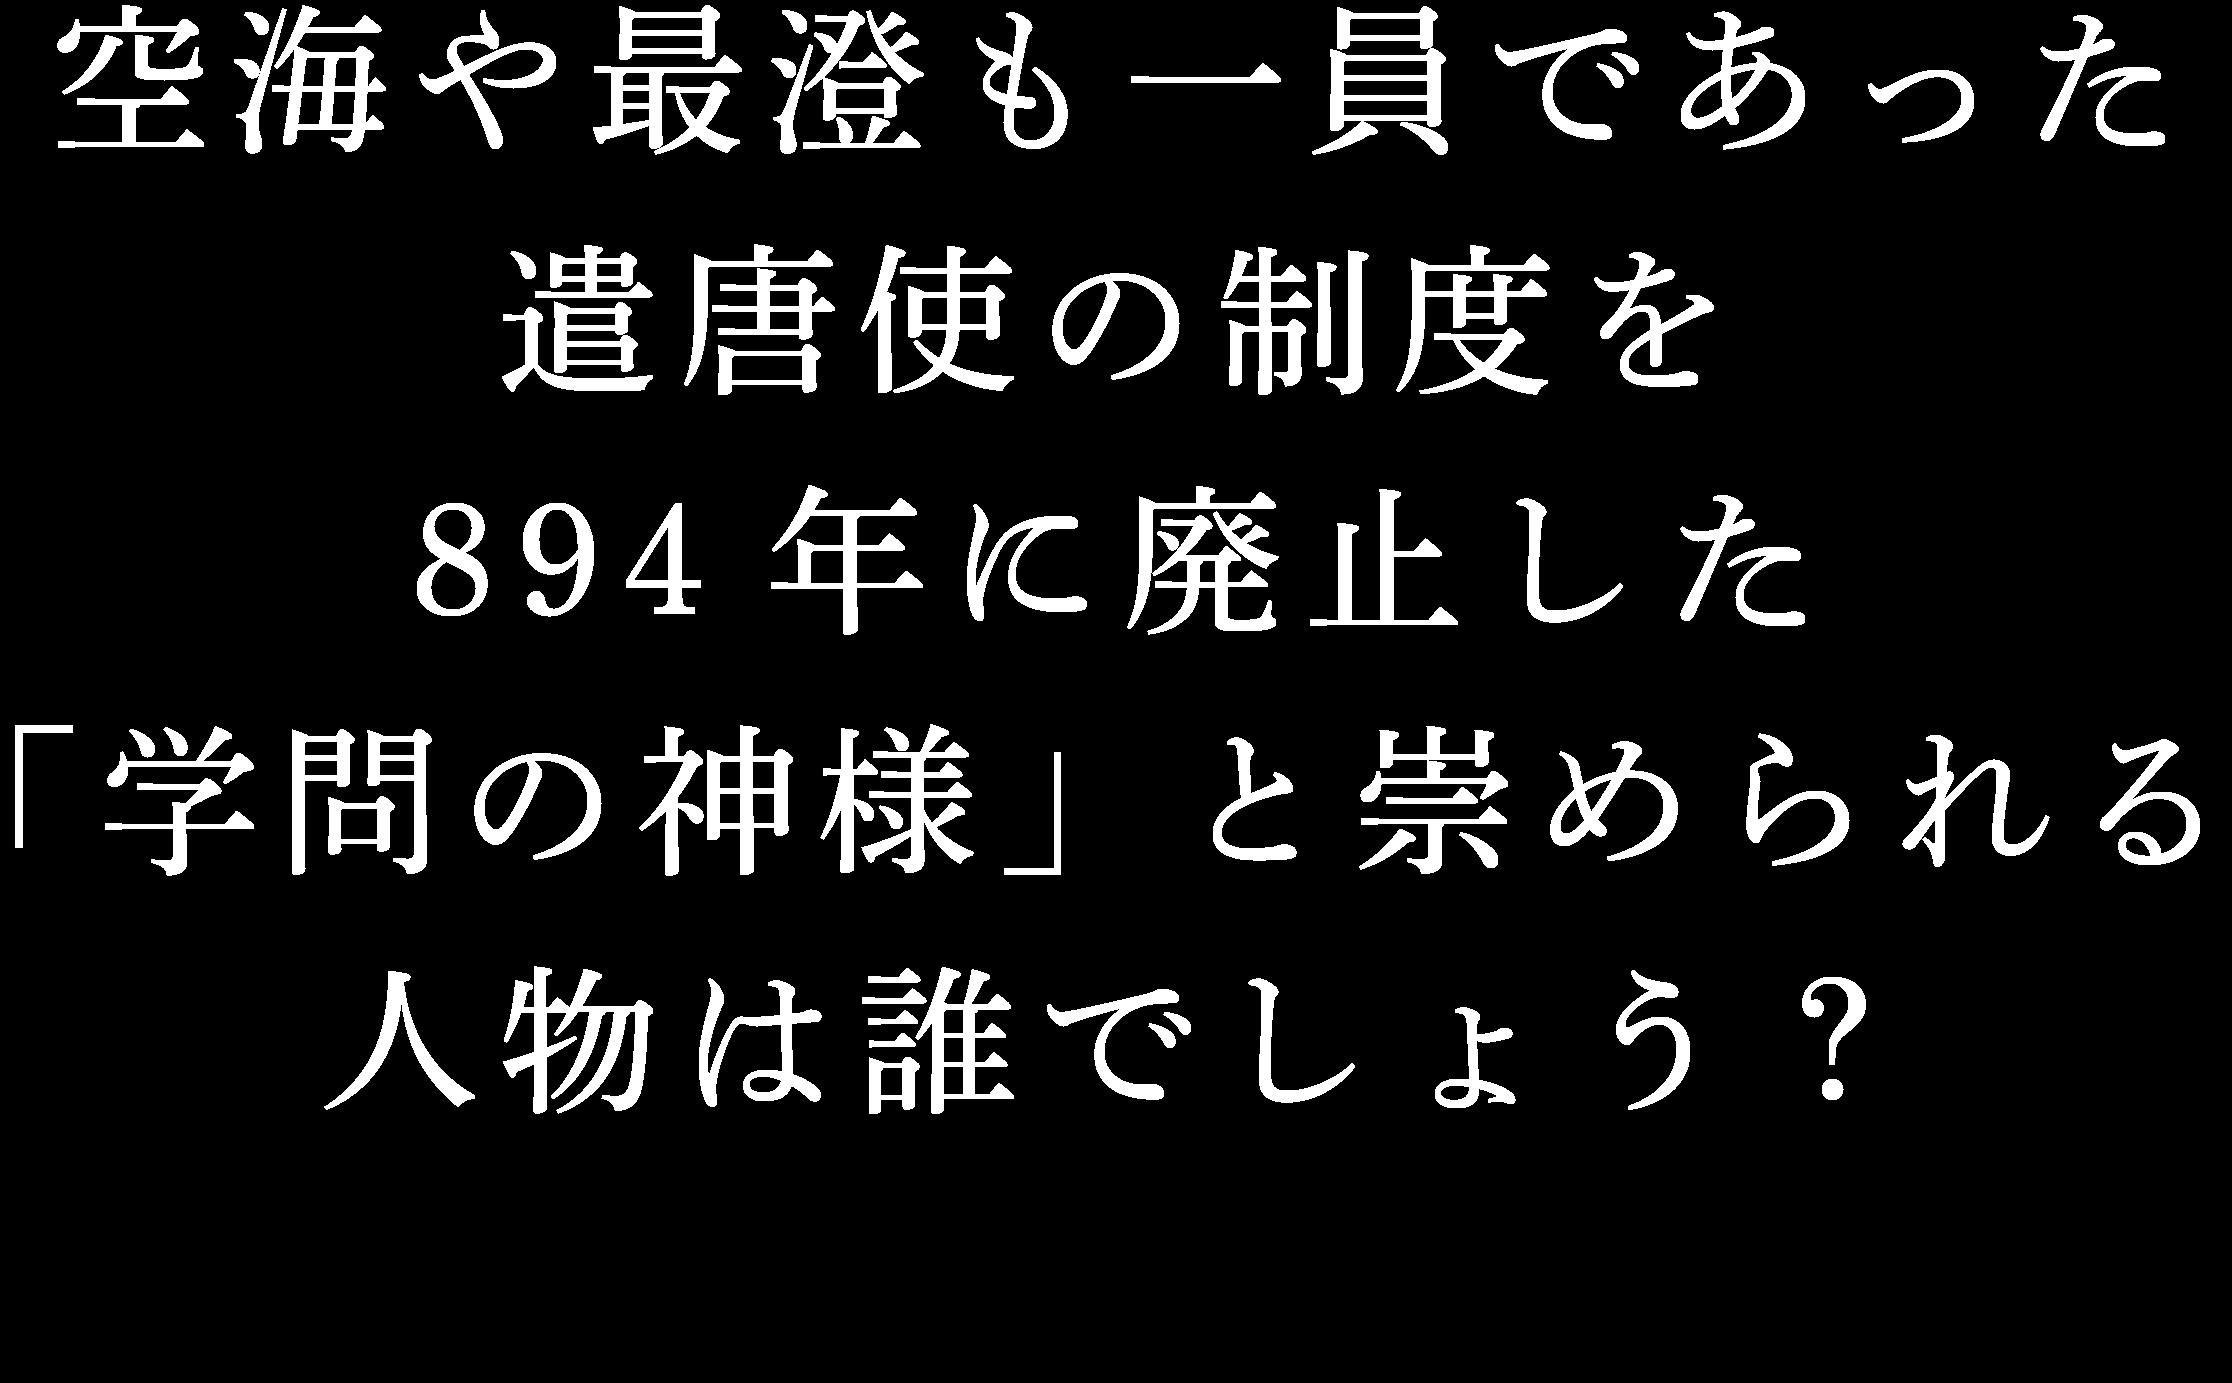 空海や最澄も一員であった
遣唐使の制度を
894年に廃止した
「学問の神様」と崇められる
人物は誰でしょう？